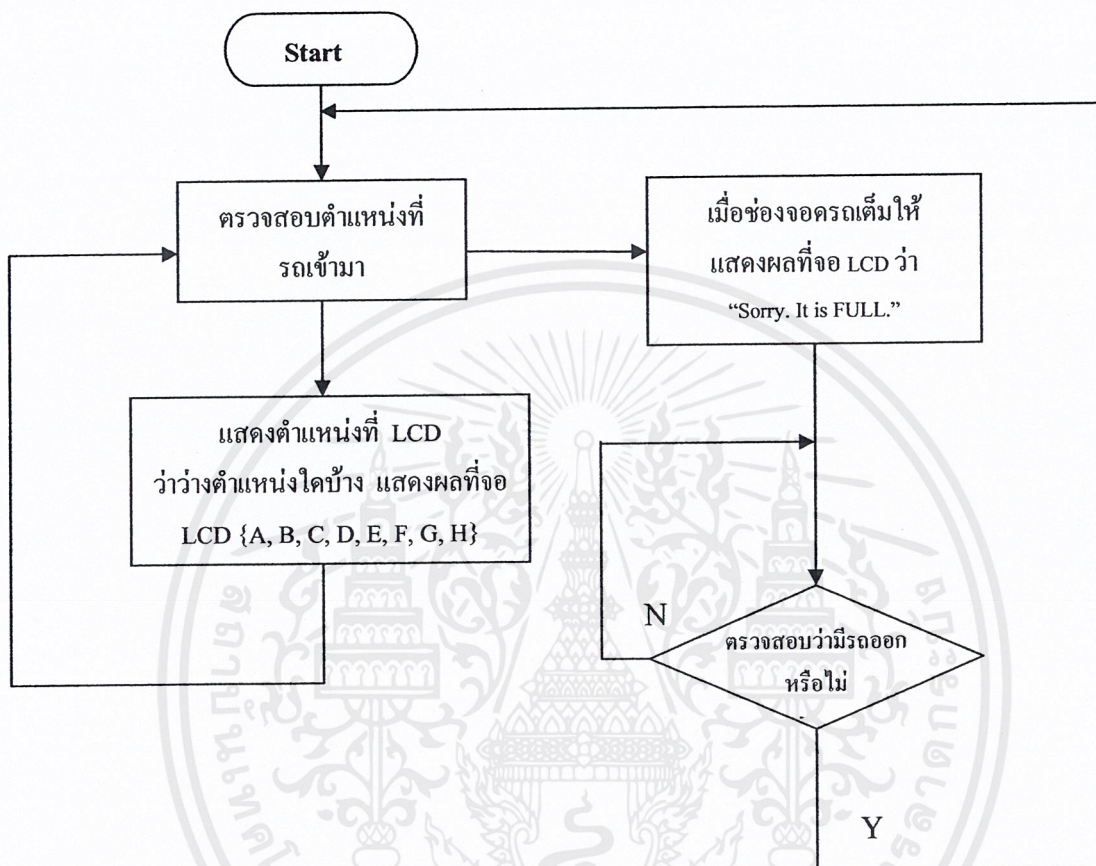 Start
ตรวจสอบตำแหน่งที่
รถเข้ามา
เมื่อช่องจอดรถเต็มให้
แสดงผลที่จอ LCD ว่า
“Sorry. It is FULL.”
แสดงตำแหน่งที่ LCD
ว่าว่างตำแหน่งใดบ้าง แสดงผลที่จอ
LCD {A, B, C, D, E, F, G, H}
N
ตรวจสอบว่ามีรถออก
หรือไม่
Y